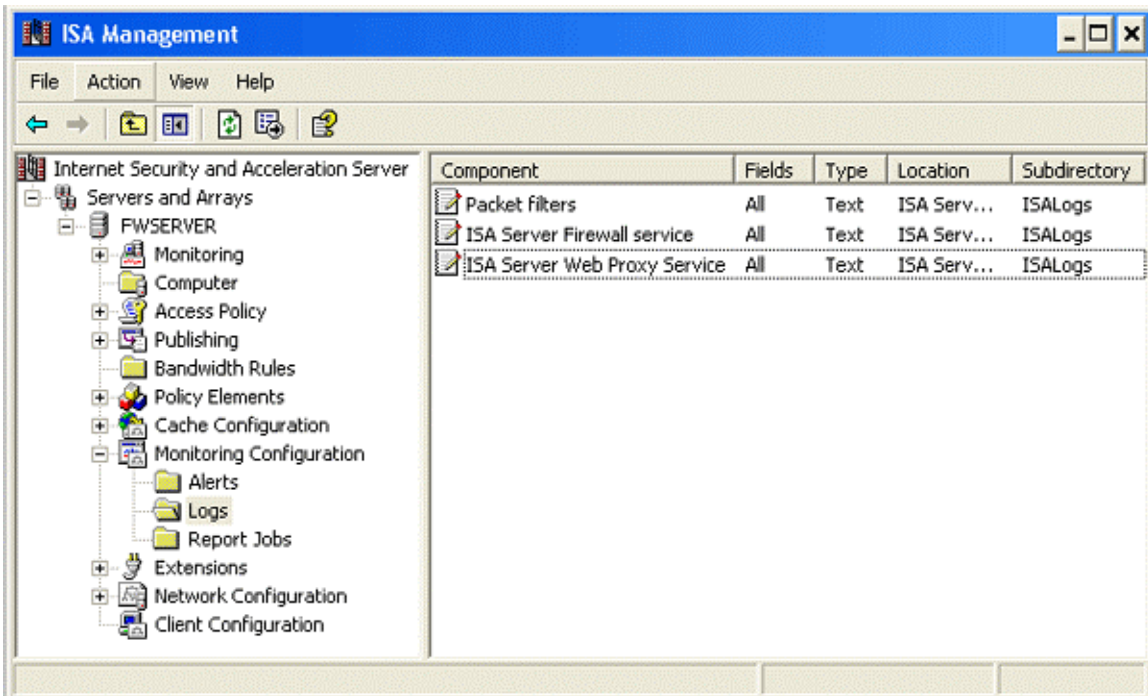 ISA Management
File Action View Help
Internet Security and Acceleration Server
Servers and Arrays
FWSERVER
Monitoring
Computer
Access Policy
Publishing
Bandwidth Rules
Policy Elements
Cache Configuration
Monitoring Configuration
Alerts
Logs
Report Jobs
Extensions
Network Configuration
Client Configuration
Component Fields Type Location Subdirectory
Packet filters All Text ISA Serv... ISALogs
ISA Server Firewall service All Text ISA Serv... ISALogs
ISA Server Web Proxy Service All Text ISA Serv... ISALogs